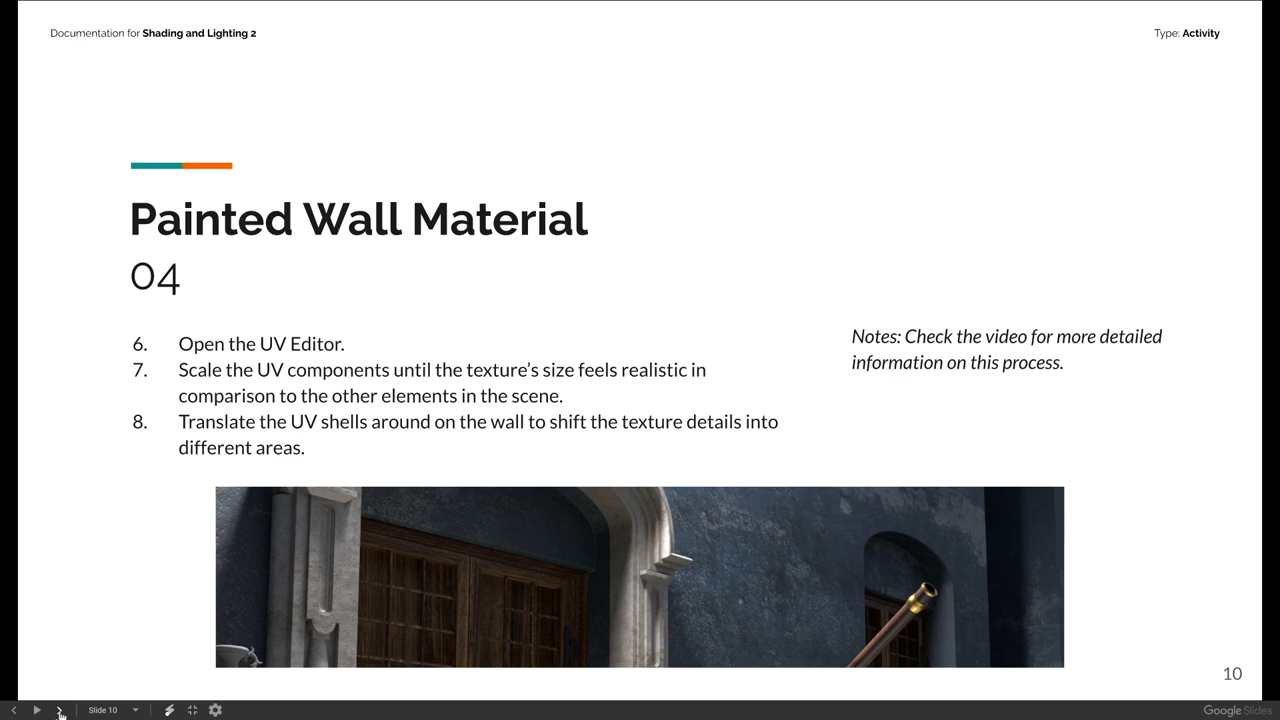 Documentation for Shading and Lighting 2
Type: Activity
Painted Wall Material
04
6. Open the UV Editor.
7. Scale the UV components until the texture’s size feels realistic in
comparison to the other elements in the scene.
8. Translate the UV shells around on the wall to shift the texture details into
different areas.
Notes: Check the video for more detailed
information on this process.
10
Slide 10
Google Slides